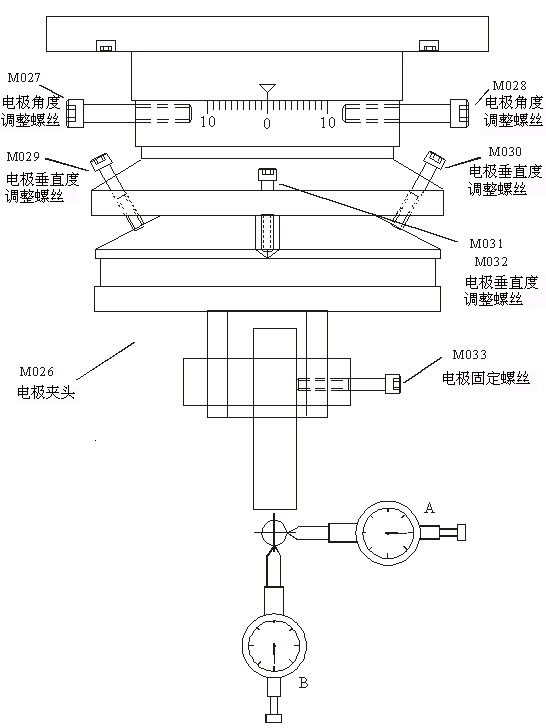 M027
电极角度
调整螺丝
M028
电极角度
调整螺丝
10 0 10
M029
电极垂直度
调整螺丝
M030
电极垂直度
调整螺丝
M031
M032
电极垂直度
调整螺丝
M026
电极夹头
M033
电极固定螺丝
A
B